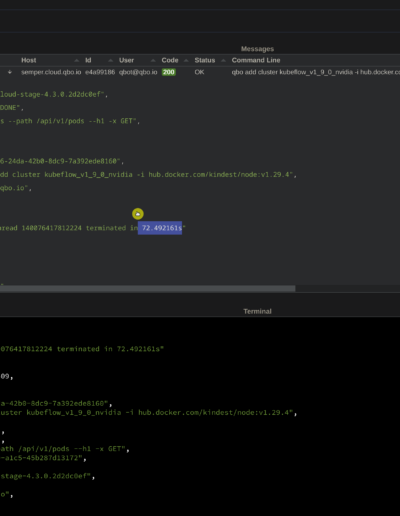 Messages
Host Id User Code Status Command Line
semper.cloud.qbo.io e4a99186 qbot@qbo.io 200 OK qbo add cluster kubeflow_v1_9_0_nvidia -i hub.docker.co
loud-stage-4.3.0.2d2dc0ef",
DONE",
s --path /api/v1/pods --h1 -x GET",
6-24da-42b0-8dc9-7a392ede8160",
dd cluster kubeflow_v1_9_0_nvidia -i hub.docker.com/kindest/node:v1.29.4",
qbo.io",
read 140076417812224 terminated in 72.492161s"
Terminal
076417812224 terminated in 72.492161s"
09,
a-42b0-8dc9-7a392ede8160",
uster kubeflow_v1_9_0_nvidia -i hub.docker.com/kindest/node:v1.29.4",
,
,
ath /api/v1/pods --h1 -x GET",
-a1c5-45b287d13172",
stage-4.3.0.2d2dc0ef",
o",